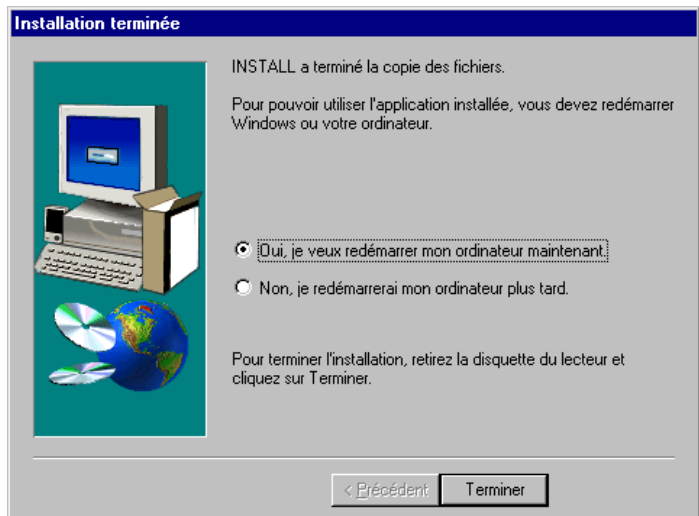 Installation terminée
INSTALL a terminé la copie des fichiers.
Pour pouvoir utiliser l'application installée, vous devez redémarrer
Windows ou votre ordinateur.
Oui, je veux redémarrer mon ordinateur maintenant.
Non, je redémarrerai mon ordinateur plus tard.
Pour terminer l'installation, retirez la disquette du lecteur et
cliquez sur Terminer.
< Précédent
Terminer